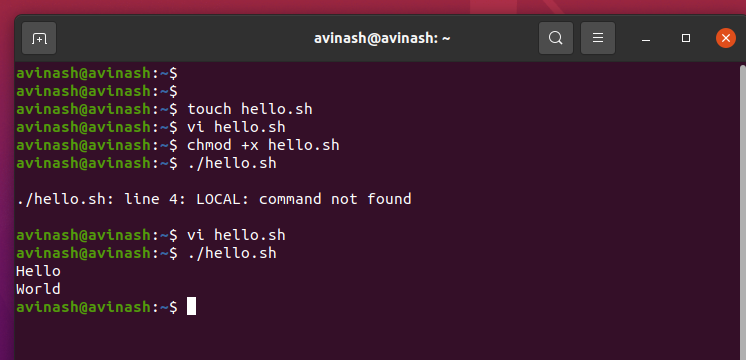 avinash@avinash: ~
avinash@avinash:~$
avinash@avinash:~$
avinash@avinash:~$ touch hello.sh
avinash@avinash:~$ vi hello.sh
avinash@avinash:~$ chmod +x hello.sh
avinash@avinash:~$ ./hello.sh
./hello.sh: line 4: LOCAL: command not found
avinash@avinash:~$ vi hello.sh
avinash@avinash:~$ ./hello.sh
Hello
World
avinash@avinash:~$